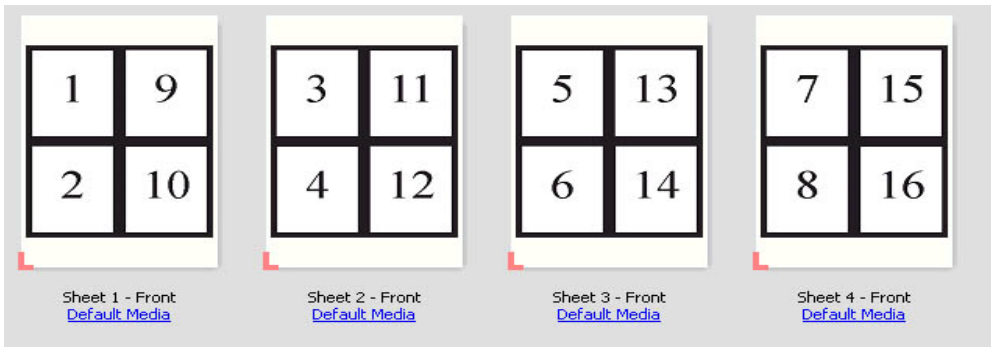 1 9 3 11 5 13 7 15
2 10 4 12 6 14 8 16
Sheet 1 - Front Sheet 2 - Front Sheet 3 - Front Sheet 4 - Front
Default Media Default Media Default Media Default Media